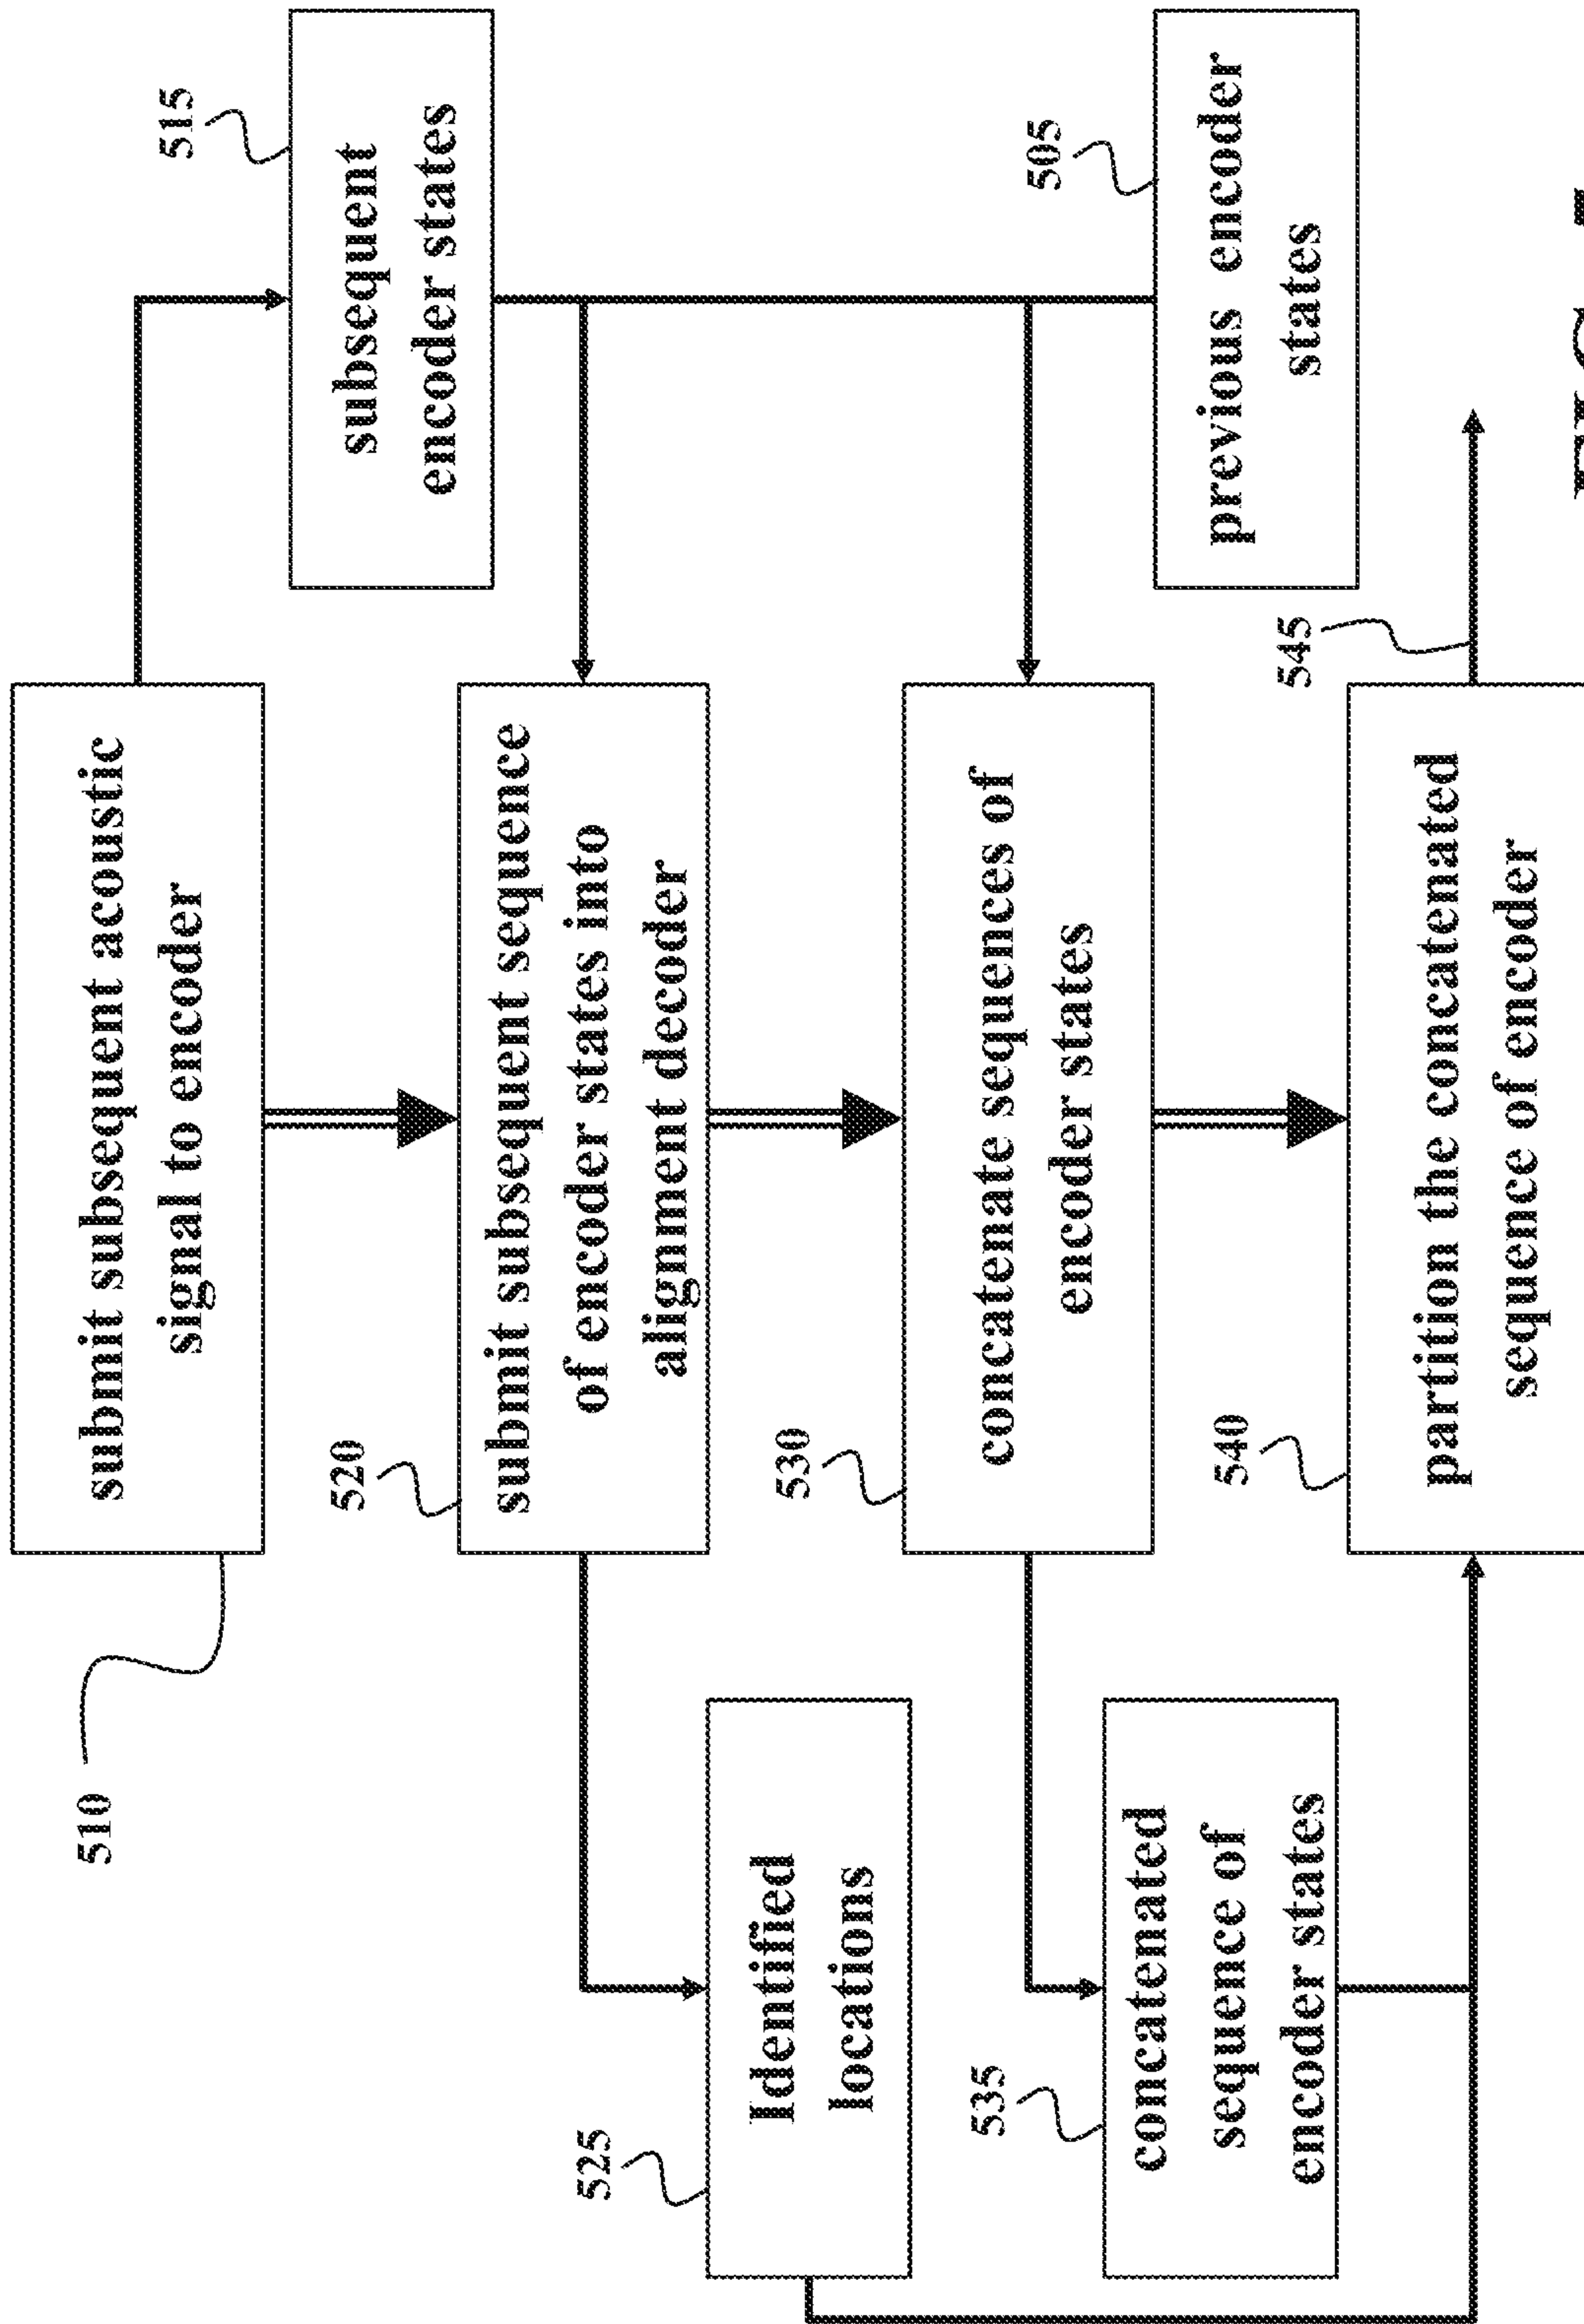 510
submit subsequent acoustic
signal to encoder
515
subsequent
encoder states
520
submit subsequent sequence
of encoder states into
alignment decoder
525
Identified
locations
530
concatenate sequences of
encoder states
505
previous encoder
states
535
concatenated
sequence of
encoder states
540
partition the concatenated
sequence of encoder
545